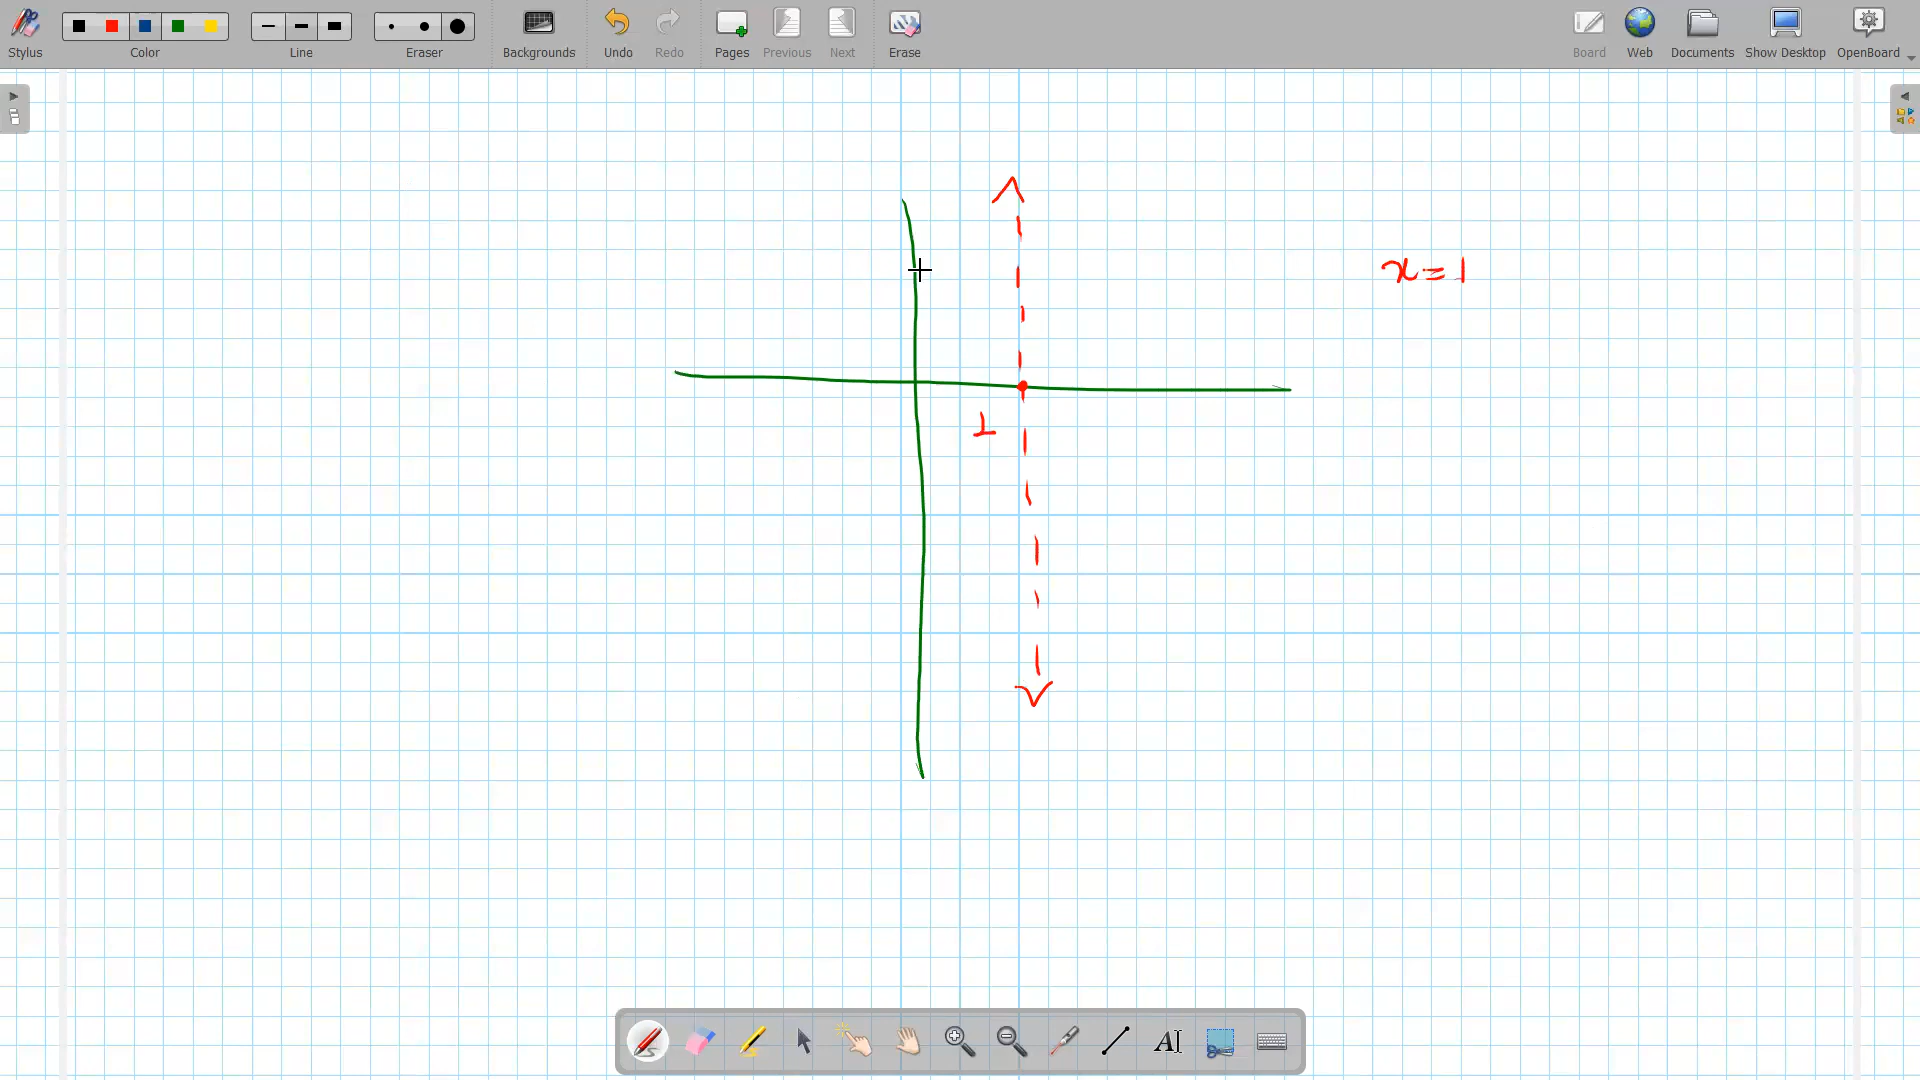 Stylus Color Line Eraser Backgrounds Undo Redo Pages Previous Next Erase Board Web Documents Show Desktop OpenBoard
x = 1
1
A